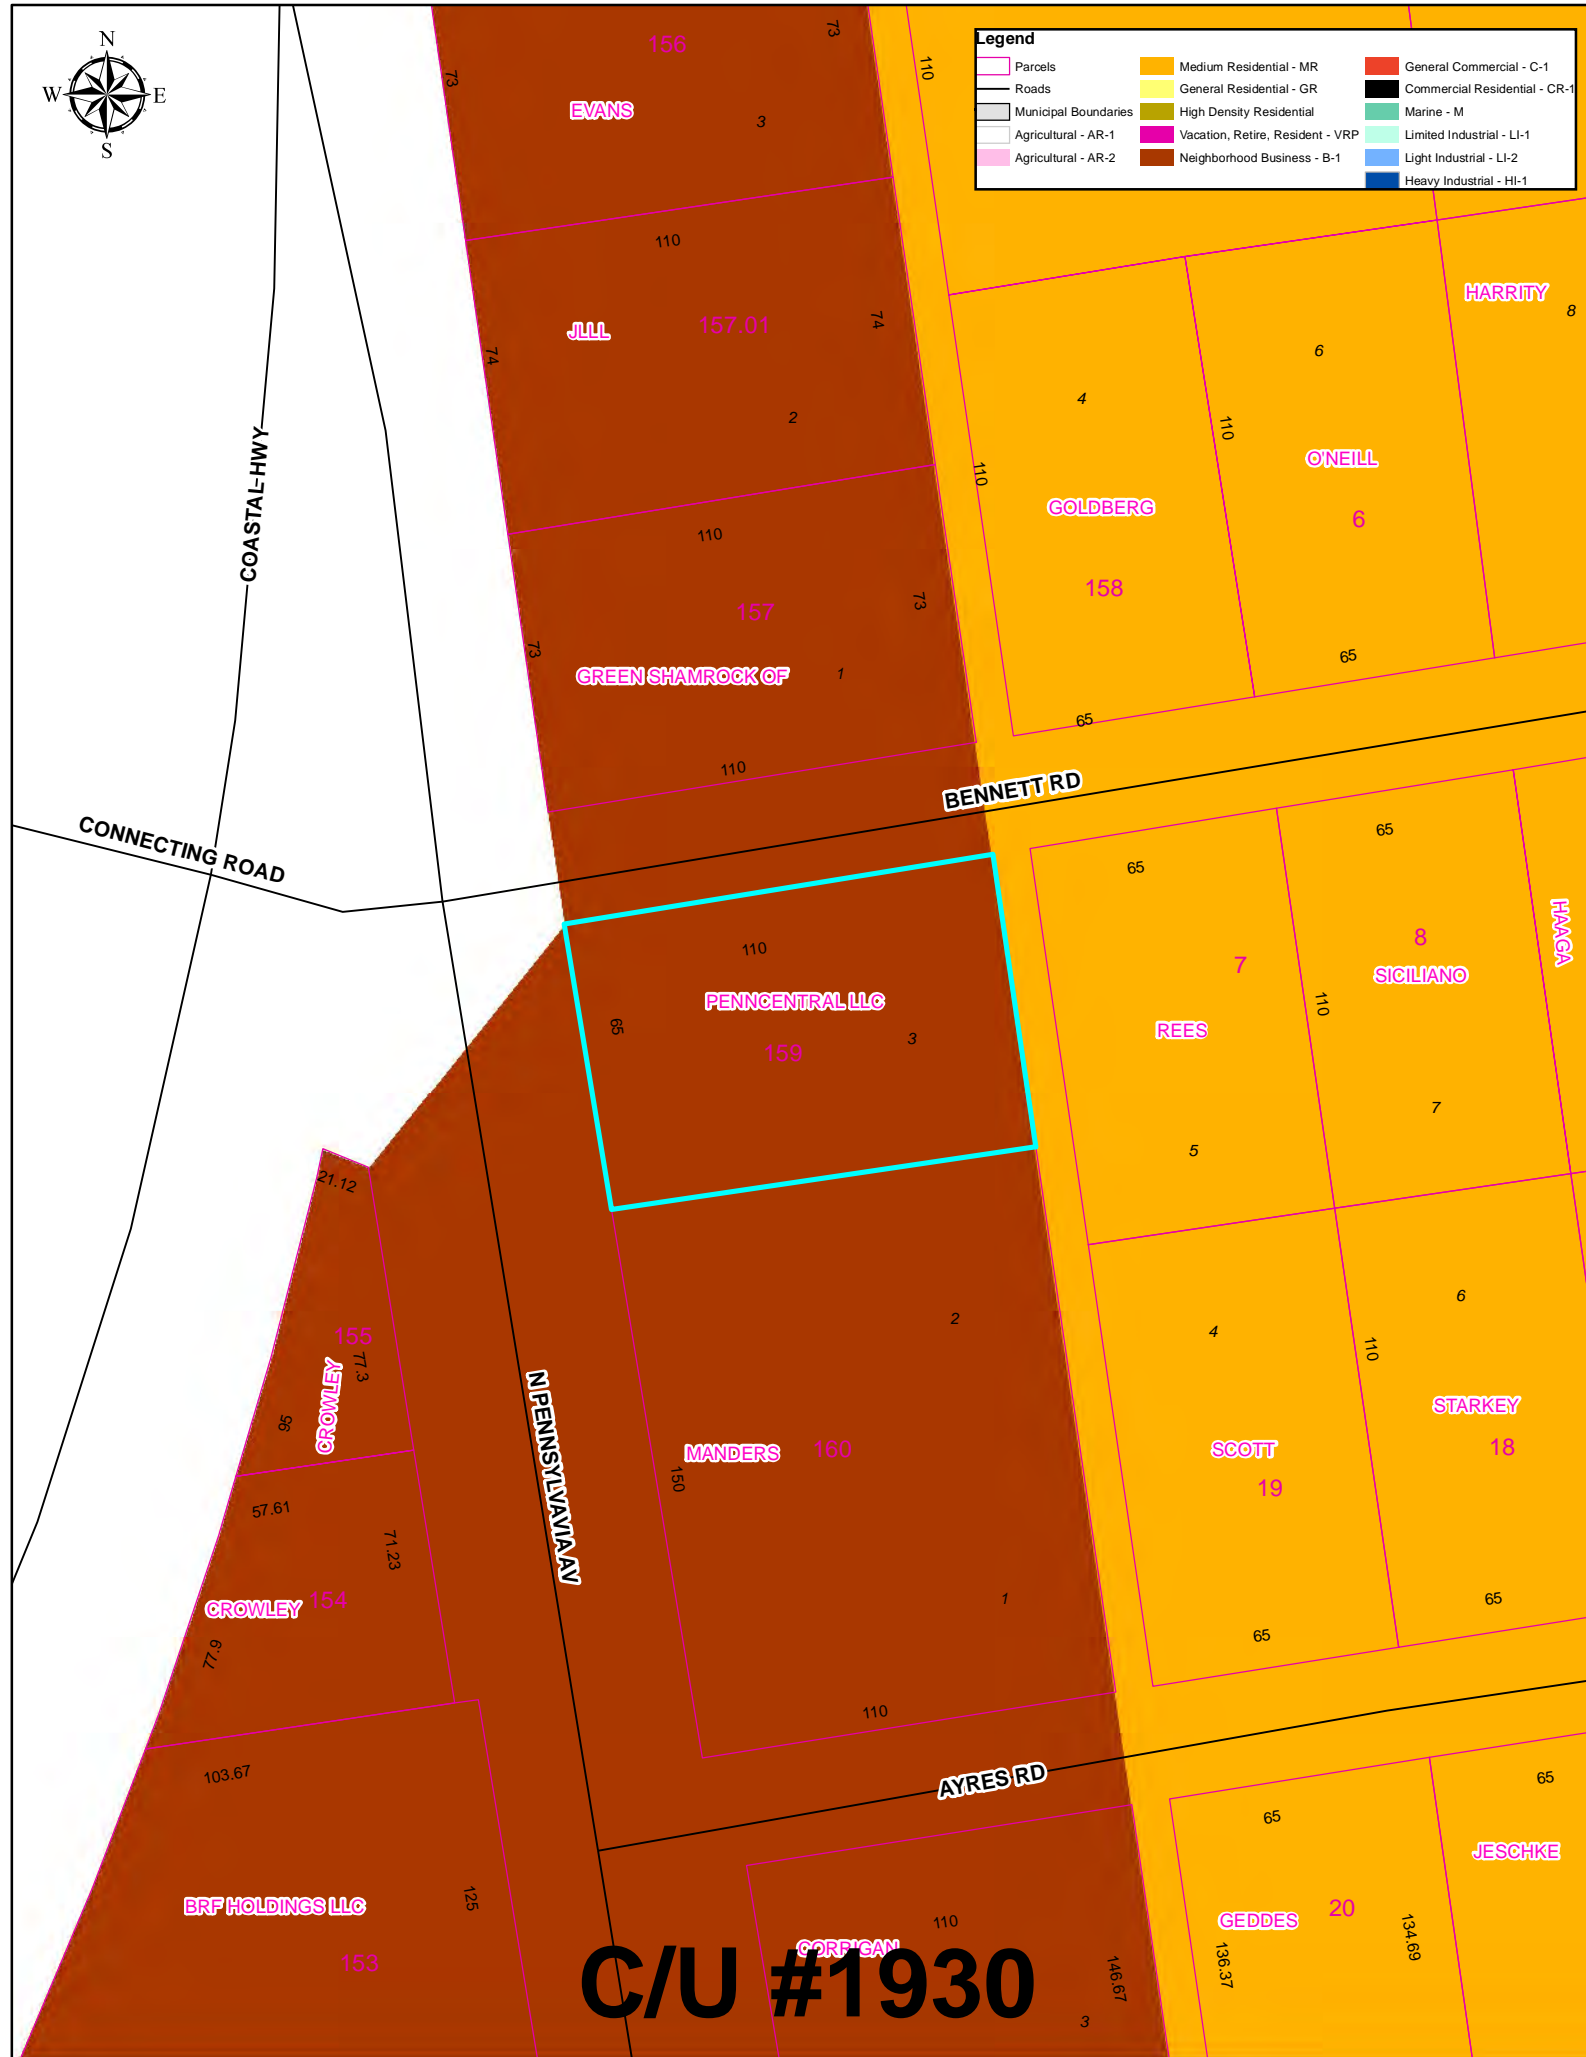 N
W E
S
Legend
Parcels
Roads
Municipal Boundaries
Agricultural - AR-1
Agricultural - AR-2
Medium Residential - MR
General Residential - GR
High Density Residential
Vacation, Retire, Resident - VRP
Neighborhood Business - B-1
General Commercial - C-1
Commercial Residential - CR-1
Marine - M
Limited Industrial - LI-1
Light Industrial - LI-2
Heavy Industrial - HI-1
156
73
73
110
EVANS
3
110
HARRITY
8
JLLL
157.01
74
74
2
6
4
110
O'NEILL
6
COASTAL HWY
110
GOLDBERG
158
110
157
73
73
GREEN SHAMROCK OF
1
65
65
110
BENNETT RD
CONNECTING ROAD
65
65
110
PENNCENTRAL LLC
159
65
3
7
8
SICILIANO
HAAGA
110
REES
5
7
21.12
155
77.3
CROWLEY
95
2
4
6
110
STARKEY
18
SCOTT
19
N PENNSYLVAVIA AV
MANDERS
160
150
57.61
71.23
CROWLEY
154
77.9
1
65
65
110
103.67
AYRES RD
65
65
JESCHKE
BRF HOLDINGS LLC
153
125
110
CORRIGAN
146.67
3
GEDDES
20
136.37
134.69
C/U #1930